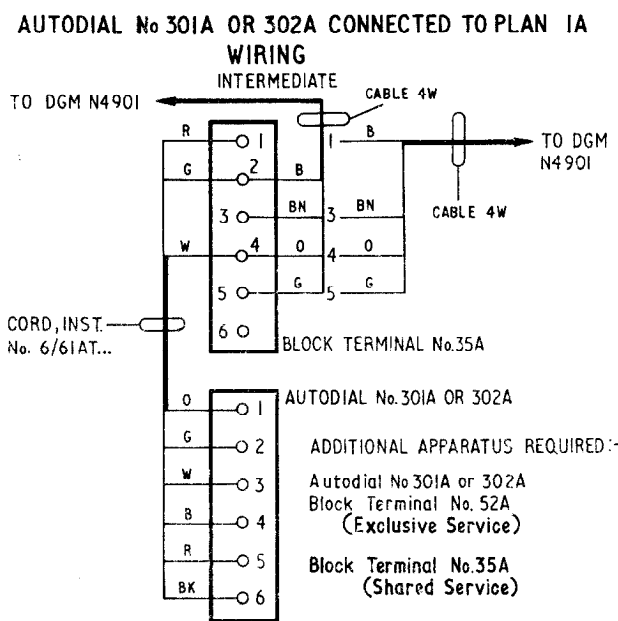 AUTODIAL No 301A OR 302A CONNECTED TO PLAN 1A
WIRING
INTERMEDIATE
TO DGM N4901
CABLE 4W
R 1
1 B
TO DGM
N4901
G 2 B
3 BN 3 BN
CABLE 4W
W 4 O 4 O
5 G 5 G
CORD, INST.
No. 6/61AT...
6
BLOCK TERMINAL No.35A
O 1
AUTODIAL No.301A OR 302A
G 2
ADDITIONAL APPARATUS REQUIRED:-
W 3
Autodial No 301A or 302A
Block Terminal No. 52A
B 4
(Exclusive Service)
R 5
Block Terminal No.35A
BK 6
(Shared Service)